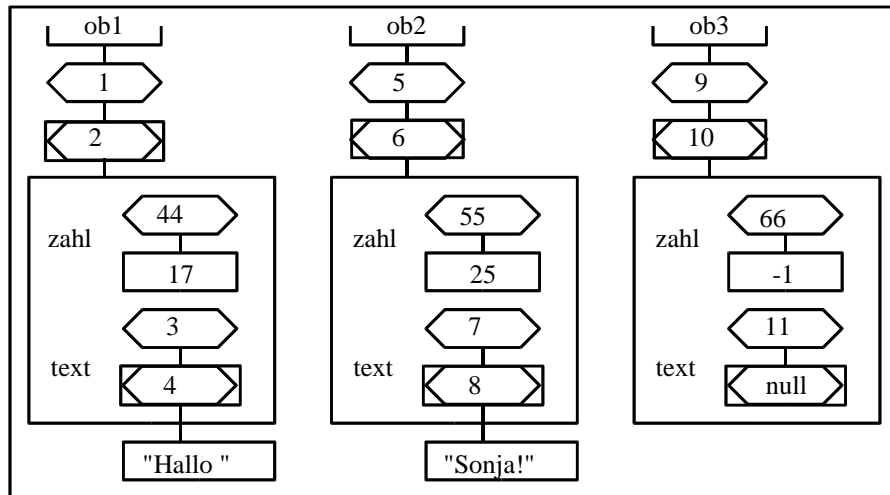 ob1 ob2 ob3
1 5 9
2 6 10
44 55 66
zahl zahl zahl
17 25 -1
3 7 11
text text text
4 8 null
"Hallo " "Sonja!"